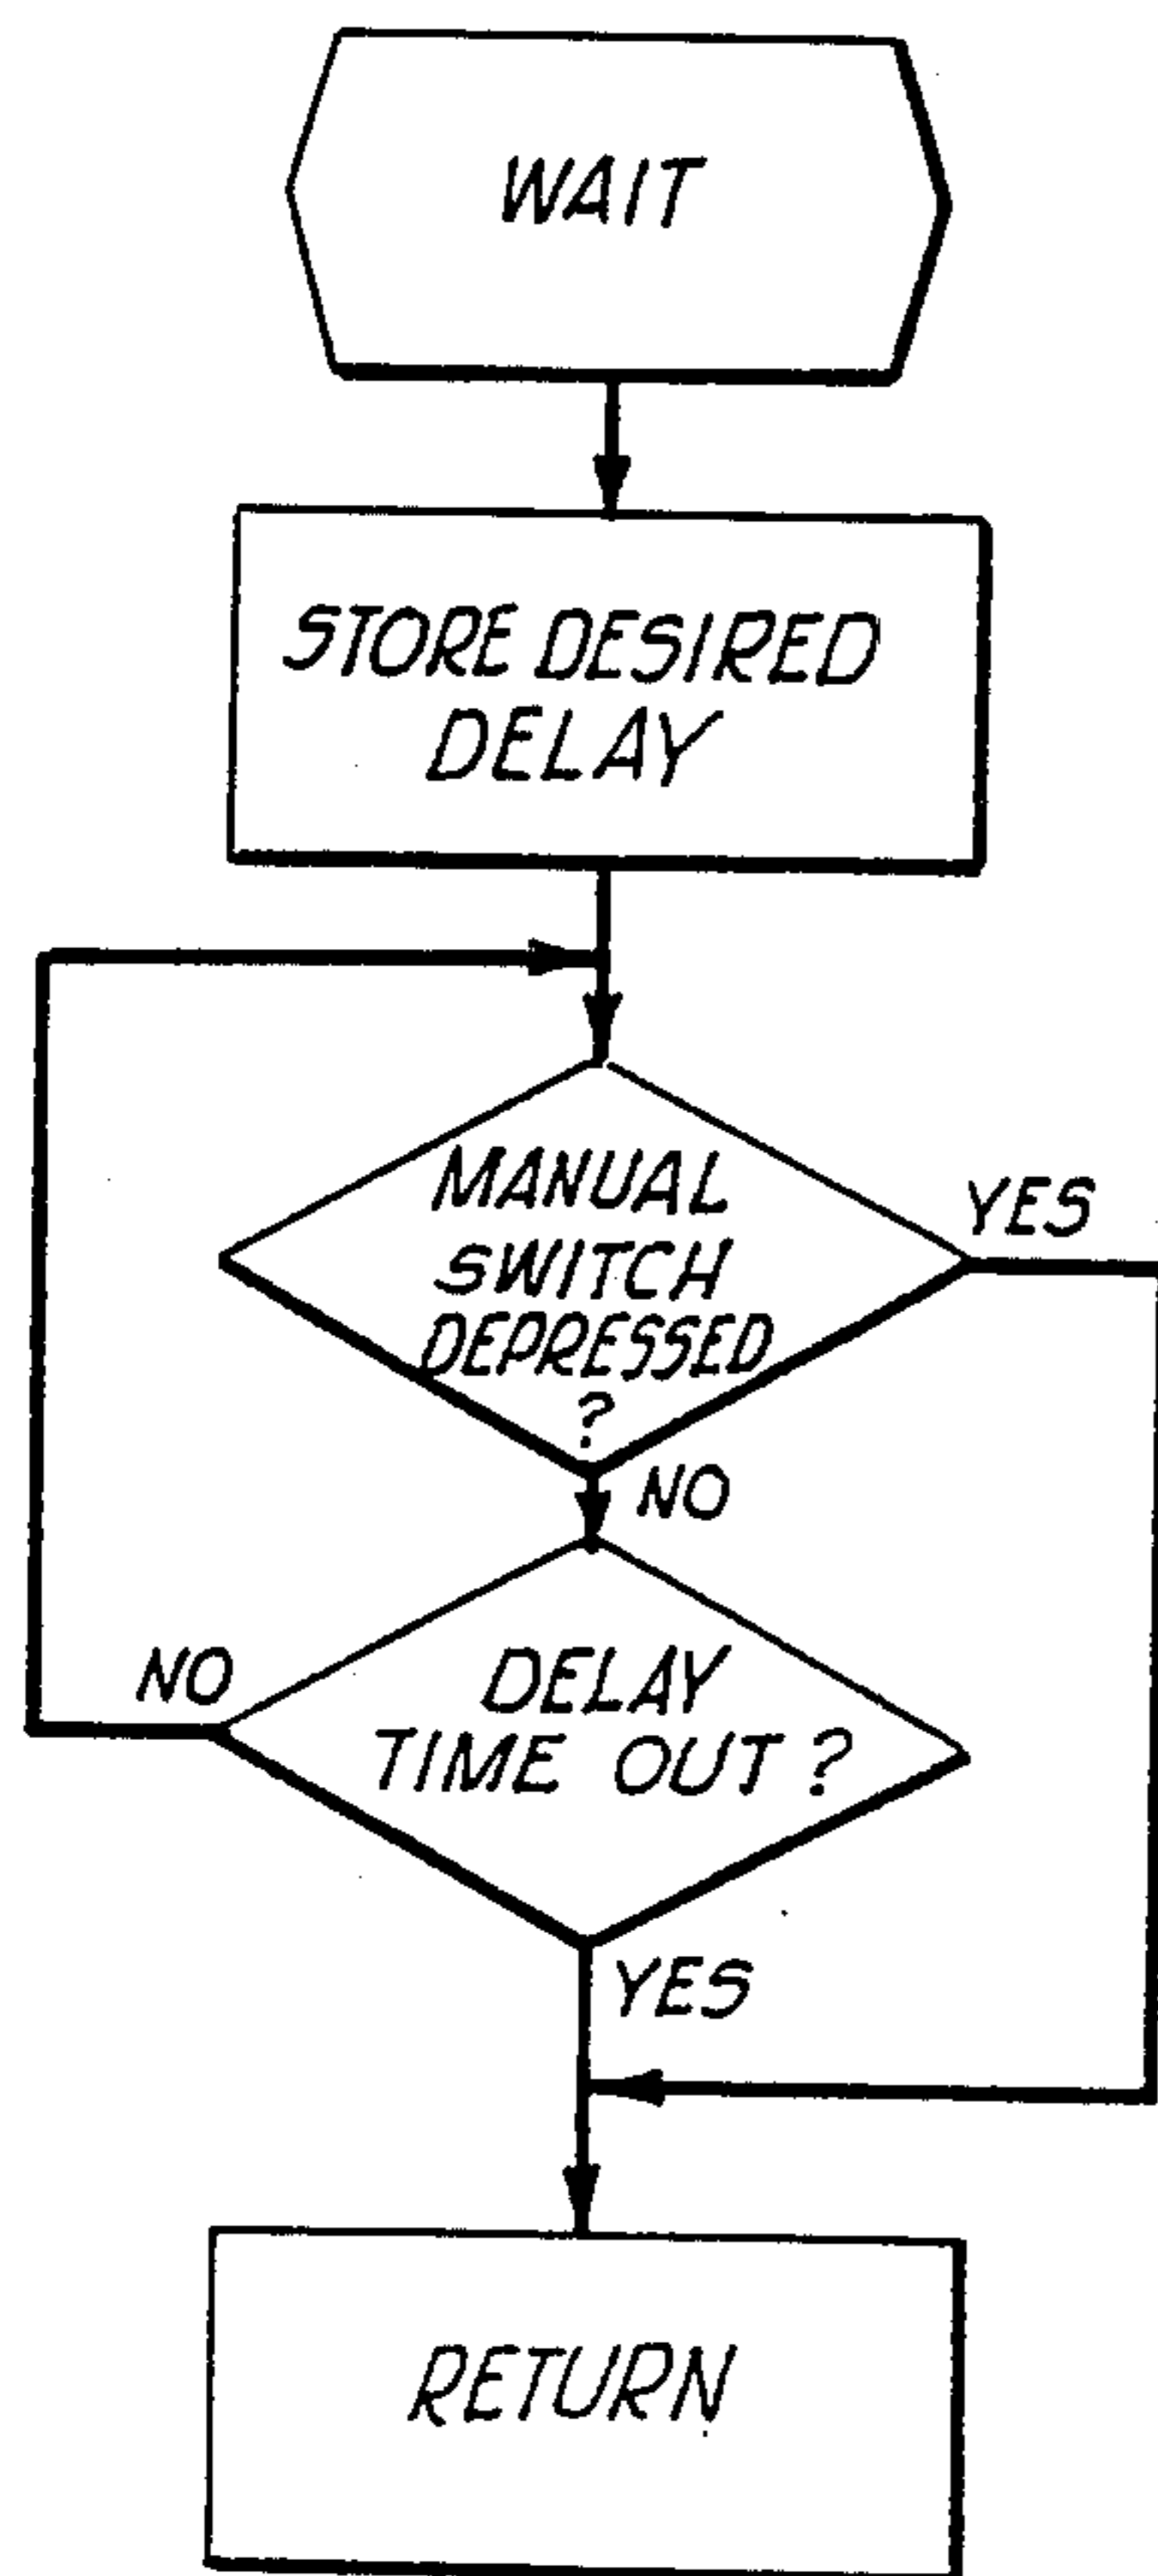 WAIT
STORE DESIRED
DELAY
MANUAL
SWITCH
DEPRESSED
?
YES
NO
DELAY
TIME OUT ?
NO
YES
RETURN